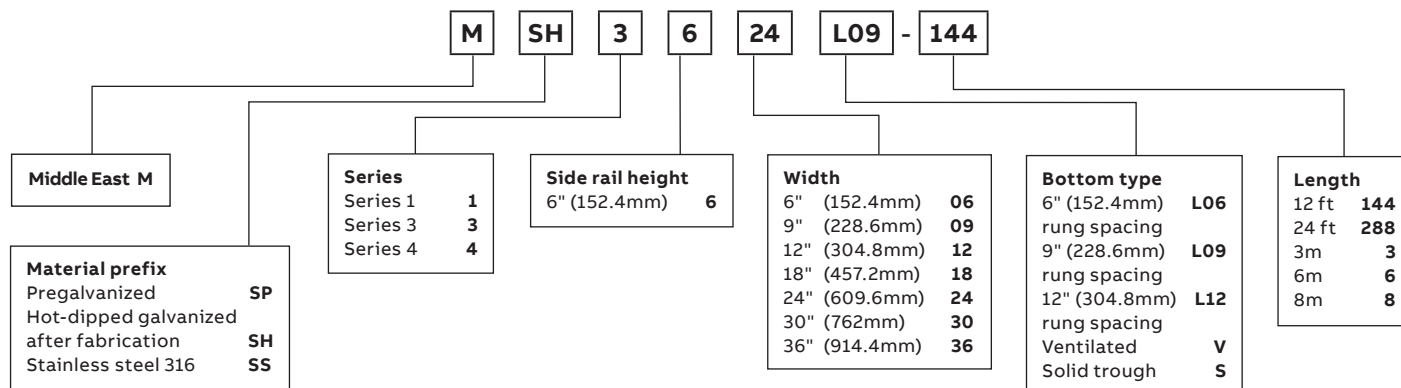 M SH 3 6 24 L09 - 144
Middle East M
Material prefix
Pregalvanized SP
Hot-dipped galvanized
after fabrication SH
Stainless steel 316 SS
Series
Series 1 1
Series 3 3
Series 4 4
Side rail height
6" (152.4mm) 6
Width
6" (152.4mm) 06
9" (228.6mm) 09
12" (304.8mm) 12
18" (457.2mm) 18
24" (609.6mm) 24
30" (762mm) 30
36" (914.4mm) 36
Bottom type
6" (152.4mm) L06
rung spacing
9" (228.6mm) L09
rung spacing
12" (304.8mm) L12
rung spacing
Ventilated V
Solid trough S
Length
12 ft 144
24 ft 288
3m 3
6m 6
8m 8